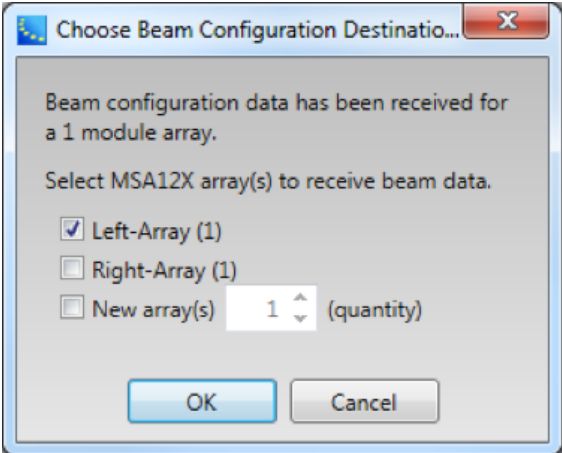 Choose Beam Configuration Destinatio...
Beam configuration data has been received for
a 1 module array.
Select MSA12X array(s) to receive beam data.
Left-Array (1)
Right-Array (1)
New array(s) 1 (quantity)
OK Cancel